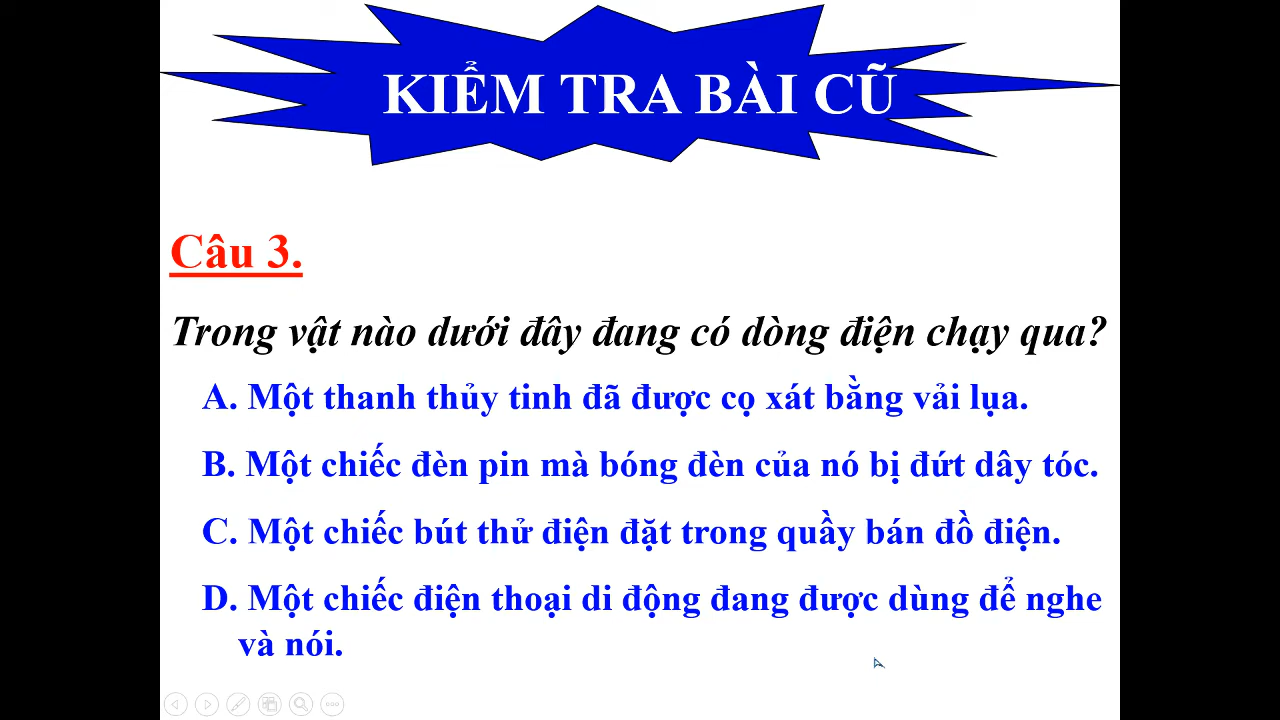 KIỂM TRA BÀI CŨ
Câu 3.
Trong vật nào dưới đây đang có dòng điện chạy qua?
A. Một thanh thủy tinh đã được cọ xát bằng vải lụa.
B. Một chiếc đèn pin mà bóng đèn của nó bị đứt dây tóc.
C. Một chiếc bút thử điện đặt trong quầy bán đồ điện.
D. Một chiếc điện thoại di động đang được dùng để nghe
và nói.